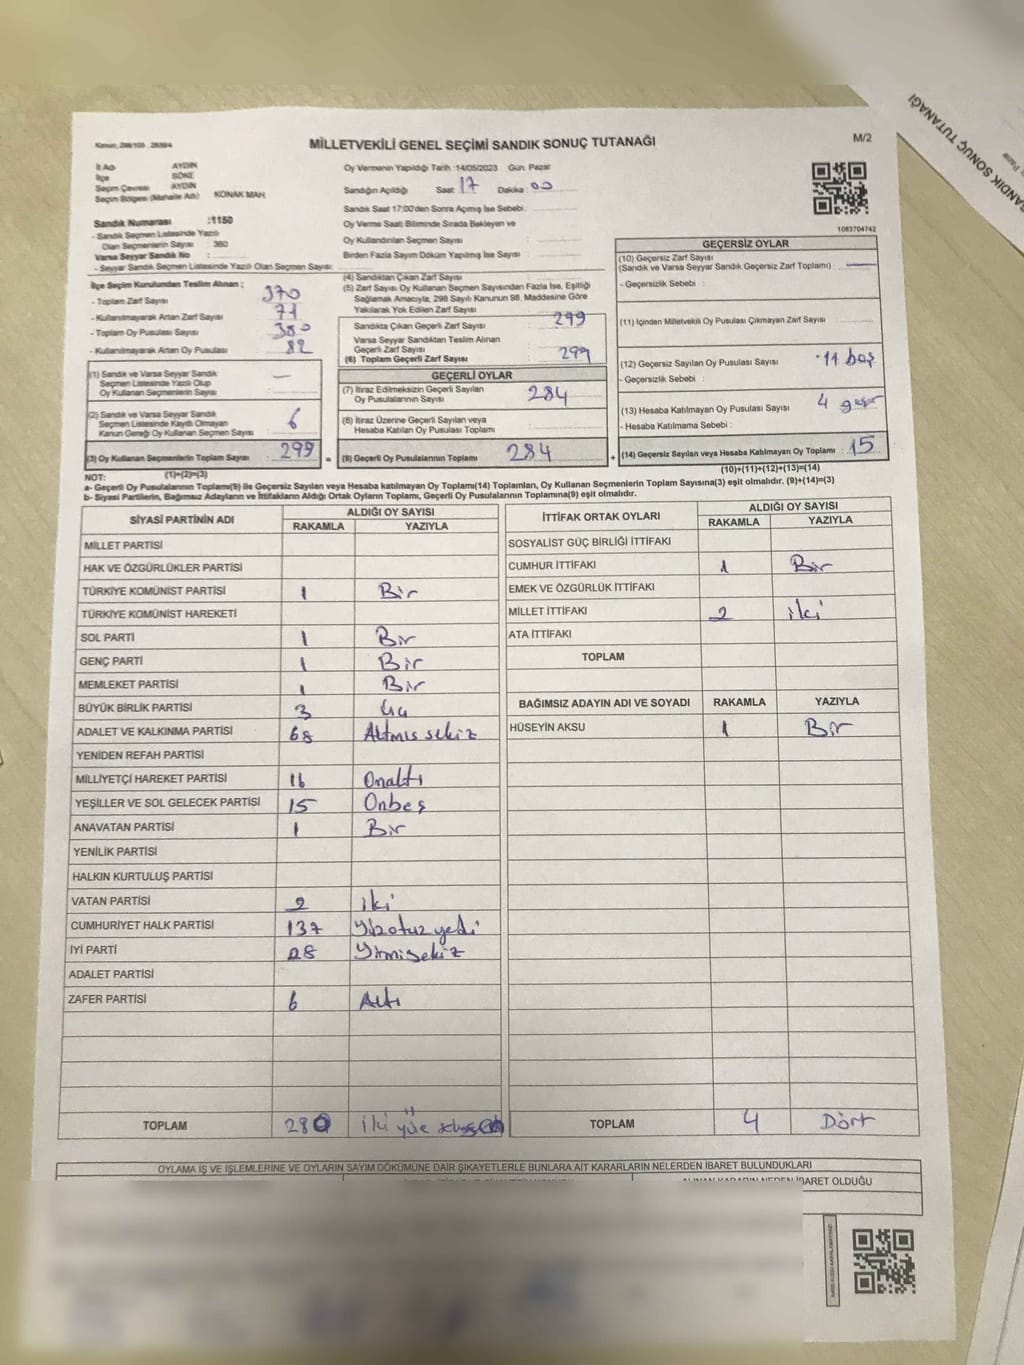 SANDIK SONUÇ TUTANAĞI
Kanun: 298/105 , 2839/4
MİLLETVEKİLİ GENEL SEÇİMİ SANDIK SONUÇ TUTANAĞI
M/2
İl Adı AYDIN
İlçe SÖKE
Seçim Çevresi AYDIN
Seçim Bölgesi (Mahalle Adı) KONAK MAH
Sandık Numarası :1150
- Sandık Seçmen Listesinde Yazılı
Olan Seçmenlerin Sayısı : 360
Varsa Seyyar Sandık No :
- Seyyar Sandık Seçmen Listesinde Yazılı Olan Seçmen Sayısı:
Oy Vermenin Yapıldığı Tarih :14/05/2023 Gün: Pazar
Sandığın Açıldığı Saat: 17 Dakika: 00
Sandık Saat 17:00'den Sonra Açmış İse Sebebi:
Oy Verme Saati Bitiminde Sırada Bekleyen ve
Oy Kullandırılan Seçmen Sayısı
Birden Fazla Sayım Döküm Yapılmış İse Sayısı
1063704742
İlçe Seçim Kurulundan Teslim Alınan ;
- Toplam Zarf Sayısı 370
- Kullanılmayarak Artan Zarf Sayısı : 71
- Toplam Oy Pusulası Sayısı 380
- Kullanılmayarak Artan Oy Pusulası : 82
(1) Sandık ve Varsa Seyyar Sandık
Seçmen Listesinde Yazılı Olup
Oy Kullanan Seçmenlerin Sayısı : —
(2) Sandık ve Varsa Seyyar Sandık
Seçmen Listesinde Kayıtlı Olmayan
Kanun Gereği Oy Kullanan Seçmen Sayısı : 6
(3) Oy Kullanan Seçmenlerin Toplam Sayısı : 299 =
(1)+(2)=(3)
(4) Sandıktan Çıkan Zarf Sayısı :
(5) Zarf Sayısı Oy Kullanan Seçmen Sayısından Fazla İse, Eşitliği
Sağlamak Amacıyla, 298 Sayılı Kanunun 98. Maddesine Göre
Yakılarak Yok Edilen Zarf Sayısı :
Sandıkta Çıkan Geçerli Zarf Sayısı 299
Varsa Seyyar Sandıktan Teslim Alınan
Geçerli Zarf Sayısı
(6) Toplam Geçerli Zarf Sayısı 299
GEÇERLİ OYLAR
(7) İtiraz Edilmeksizin Geçerli Sayılan
Oy Pusulalarının Sayısı : 284
(8) İtiraz Üzerine Geçerli Sayılan veya
Hesaba Katılan Oy Pusulası Toplamı :
(9) Geçerli Oy Pusulalarının Toplamı : 284 +
GEÇERSİZ OYLAR
(10) Geçersiz Zarf Sayısı
(Sandık ve Varsa Seyyar Sandık Geçersiz Zarf Toplamı) : —
- Geçersizlik Sebebi :
(11) İçinden Milletvekili Oy Pusulası Çıkmayan Zarf Sayısı
(12) Geçersiz Sayılan Oy Pusulası Sayısı : 11 boş
- Geçersizlik Sebebi :
(13) Hesaba Katılmayan Oy Pusulası Sayısı : 4
- Hesaba Katılmama Sebebi :
(14) Geçersiz Sayılan veya Hesaba Katılmayan Oy Toplamı : 15
(10)+(11)+(12)+(13)=(14)
NOT:
a- Geçerli Oy Pusulalarının Toplamı(9) ile Geçersiz Sayılan veya Hesaba katılmayan Oy Toplamı(14) Toplamları, Oy Kullanan Seçmenlerin Toplam Sayısına(3) eşit olmalıdır. (9)+(14)=(3)
b- Siyasi Partilerin, Bağımsız Adayların ve İttifakların Aldığı Ortak Oyların Toplamı, Geçerli Oy Pusulalarının Toplamına(9) eşit olmalıdır.
SİYASİ PARTİNİN ADI ALDIĞI OY SAYISI
RAKAMLA YAZIYLA
MİLLET PARTİSİ
HAK VE ÖZGÜRLÜKLER PARTİSİ
TÜRKİYE KOMÜNİST PARTİSİ 1 Bir
TÜRKİYE KOMÜNİST HAREKETİ
SOL PARTİ 1 Bir
GENÇ PARTİ 1 Bir
MEMLEKET PARTİSİ 1 Bir
BÜYÜK BİRLİK PARTİSİ 3 Üç
ADALET VE KALKINMA PARTİSİ 68 Altmış sekiz
YENİDEN REFAH PARTİSİ
MİLLİYETÇİ HAREKET PARTİSİ 16 Onaltı
YEŞİLLER VE SOL GELECEK PARTİSİ 15 Onbeş
ANAVATAN PARTİSİ 1 Bir
YENİLİK PARTİSİ
HALKIN KURTULUŞ PARTİSİ
VATAN PARTİSİ 2 iki
CUMHURİYET HALK PARTİSİ 137 Yüzotuzyedi
İYİ PARTİ 28 Yirmisekiz
ADALET PARTİSİ
ZAFER PARTİSİ 6 Altı
TOPLAM 280 iki yüz
İTTİFAK ORTAK OYLARI ALDIĞI OY SAYISI
RAKAMLA YAZIYLA
SOSYALİST GÜÇ BİRLİĞİ İTTİFAKI
CUMHUR İTTİFAKI 1 Bir
EMEK VE ÖZGÜRLÜK İTTİFAKI
MİLLET İTTİFAKI 2 iki
ATA İTTİFAKI
TOPLAM
BAĞIMSIZ ADAYIN ADI VE SOYADI RAKAMLA YAZIYLA
HÜSEYİN AKSU 1 Bir
TOPLAM 4 Dört
OYLAMA İŞ VE İŞLEMLERİNE VE OYLARIN SAYIM DÖKÜMÜNE DAİR ŞİKAYETLERLE BUNLARA AİT KARARLARIN NELERDEN İBARET BULUNDUKLARI
ALINAN KARARIN NEDEN İBARET OLDUĞU